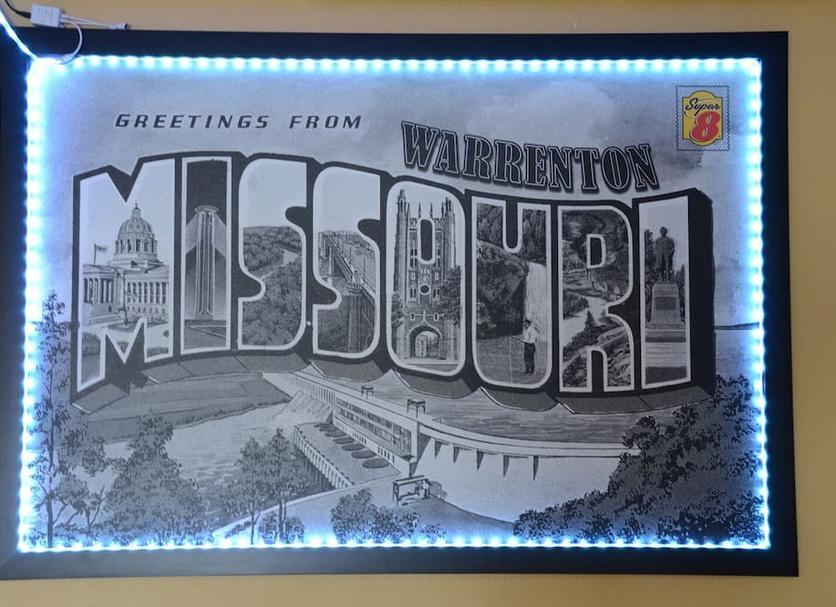 GREETINGS FROM
WARRENTON
MISSOURI
Super
8